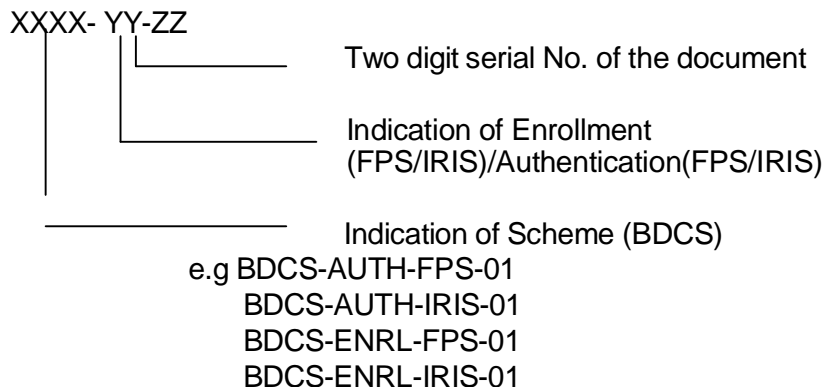 XXXX- YY-ZZ
Two digit serial No. of the document
Indication of Enrollment
(FPS/IRIS)/Authentication(FPS/IRIS)
Indication of Scheme (BDCS)
e.g BDCS-AUTH-FPS-01
BDCS-AUTH-IRIS-01
BDCS-ENRL-FPS-01
BDCS-ENRL-IRIS-01